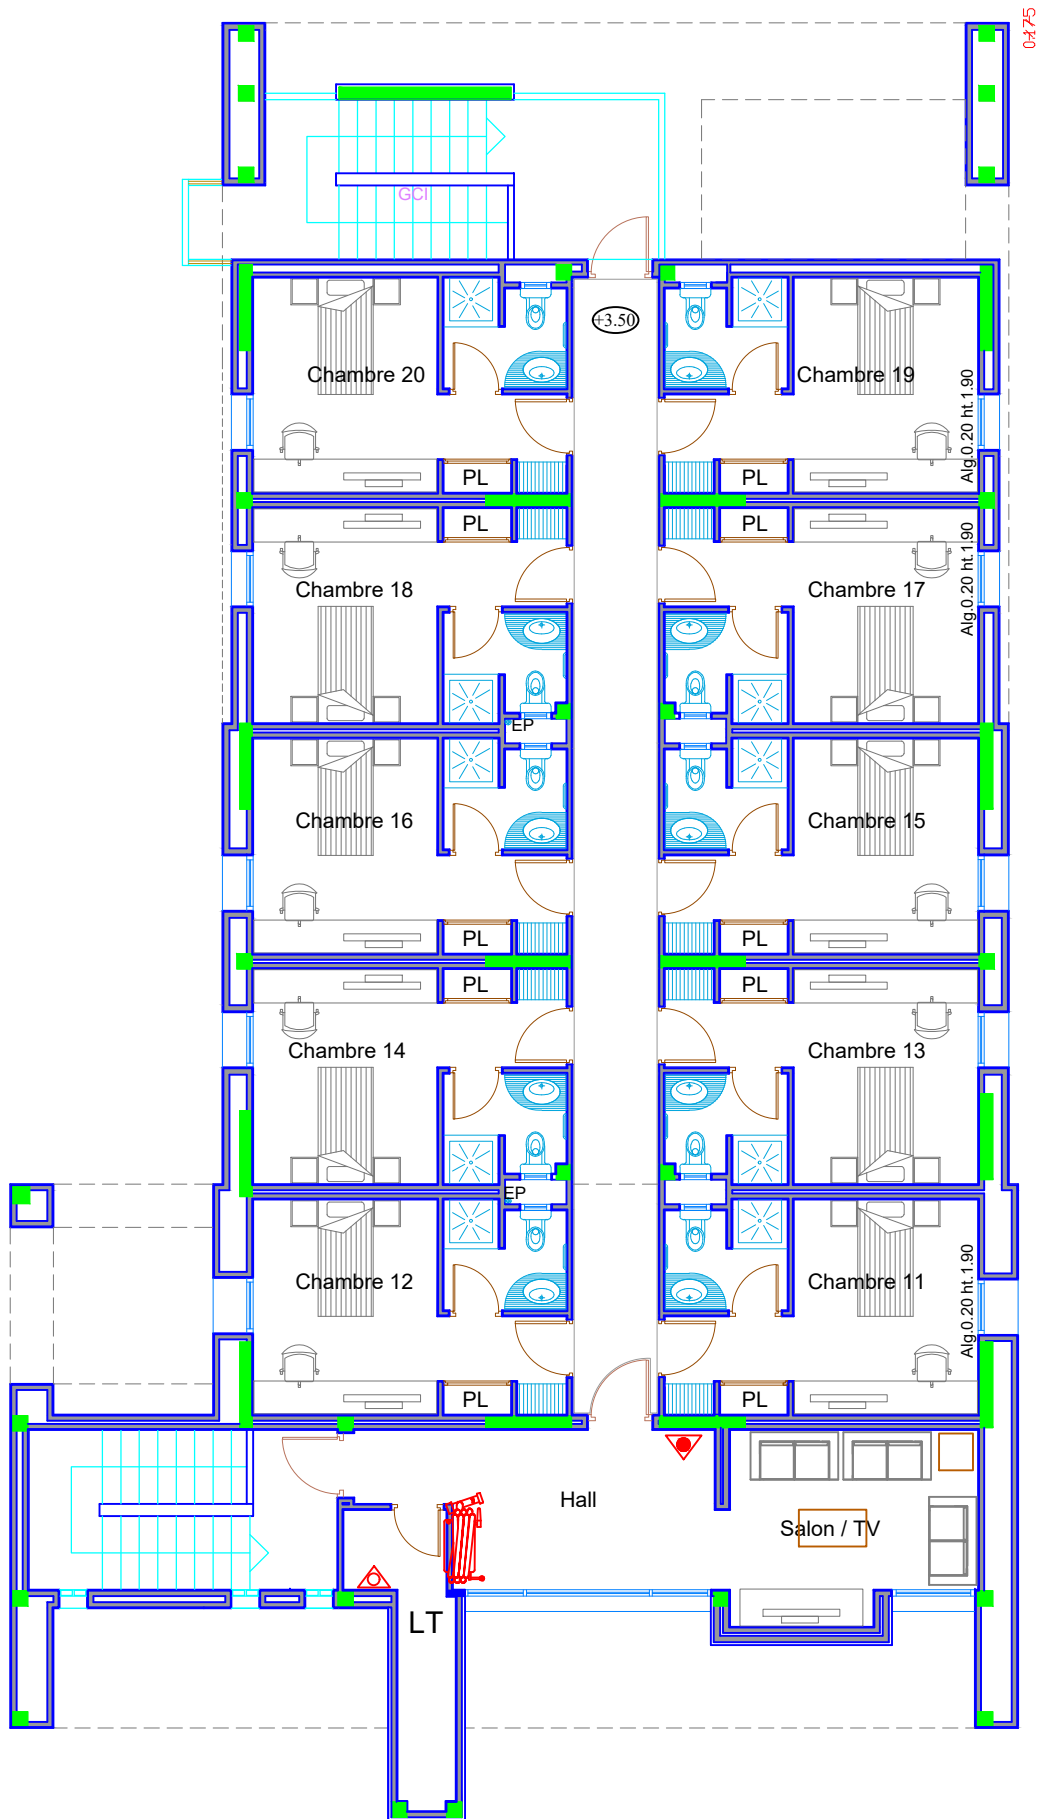 GCI
+3.50
Chambre 20
Chambre 19
Alg.0.20 ht.1.90
PL
PL
PL
PL
Alg.0.20 ht.1.90
Chambre 18
Chambre 17
EP
Chambre 16
Chambre 15
PL
PL
PL
PL
Chambre 14
Chambre 13
EP
Chambre 12
Chambre 11
Alg.0.20 ht.1.90
PL
PL
Hall
Salon / TV
LT